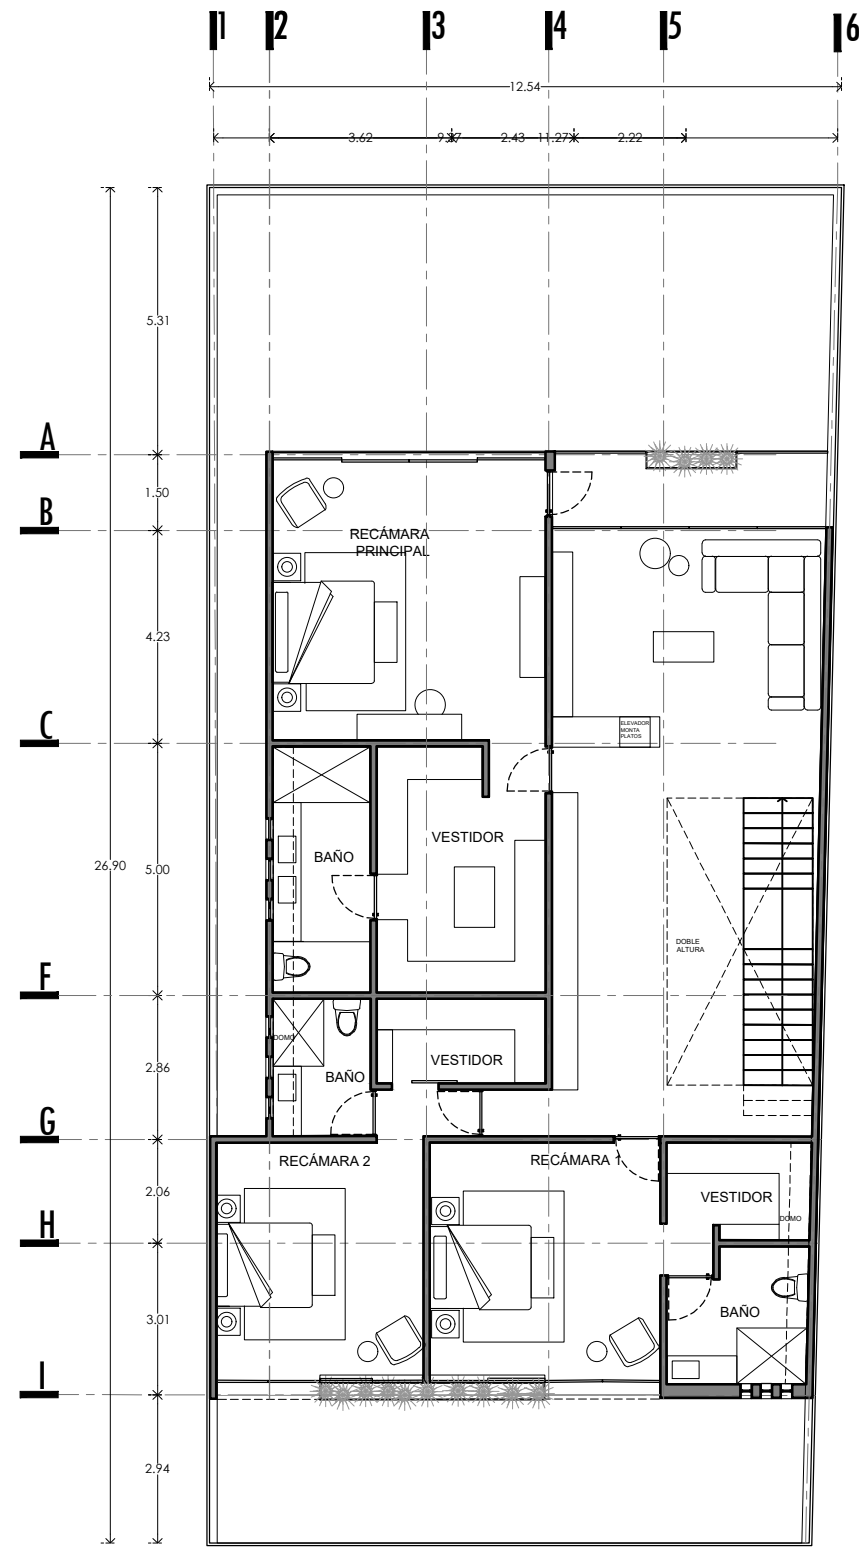 1 2 3 4 5 6
12.54
3.62 2.43 11.27 2.22
5.31
A
1.50
B
RECÁMARA
PRINCIPAL
4.23
C
ELEVADOR
MONTA
PLATOS
VESTIDOR
BAÑO
26.90
5.00
DOBLE
ALTURA
F
DOMO
VESTIDOR
2.86
BAÑO
G
RECÁMARA 2
RECÁMARA 1
2.06
VESTIDOR
DOMO
H
BAÑO
3.01
I
2.94